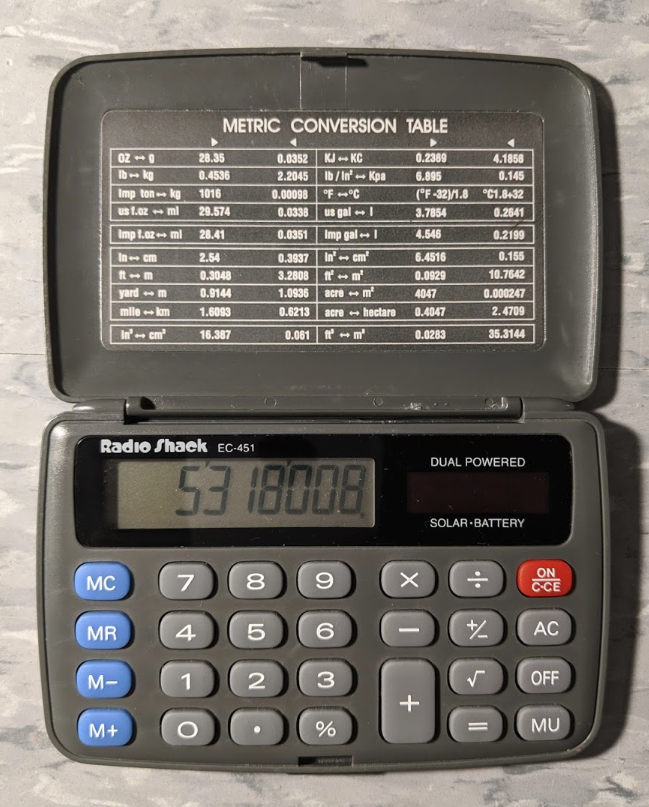 METRIC CONVERSION TABLE
▶ ◀ ▶ ◀
oz ↔ g 28.35 0.0352 KJ ↔ KC 0.2389 4.1858
lb ↔ kg 0.4536 2.2045 lb / in² ↔ Kpa 6.895 0.145
Imp ton ↔ kg 1016 0.00098 °F ↔ °C (°F -32)/1.8 °C1.8+32
us f.oz ↔ ml 29.574 0.0338 us gal ↔ l 3.7854 0.2641
Imp f.oz ↔ ml 28.41 0.0351 Imp gal ↔ l 4.546 0.2199
in ↔ cm 2.54 0.3937 in² ↔ cm² 6.4516 0.155
ft ↔ m 0.3048 3.2808 ft² ↔ m² 0.0929 10.7642
yard ↔ m 0.9144 1.0936 acre ↔ m² 4047 0.000247
mile ↔ km 1.6093 0.6213 acre ↔ hectare 0.4047 2.4709
in³ ↔ cm³ 16.387 0.061 ft³ ↔ m³ 0.0283 35.3144
Radio Shack EC-451
5318008.
DUAL POWERED
SOLAR•BATTERY
MC 7 8 9 × ÷ ON/C•CE
MR 4 5 6 − +/− AC
M− 1 2 3 + √ OFF
M+ 0 • % = MU